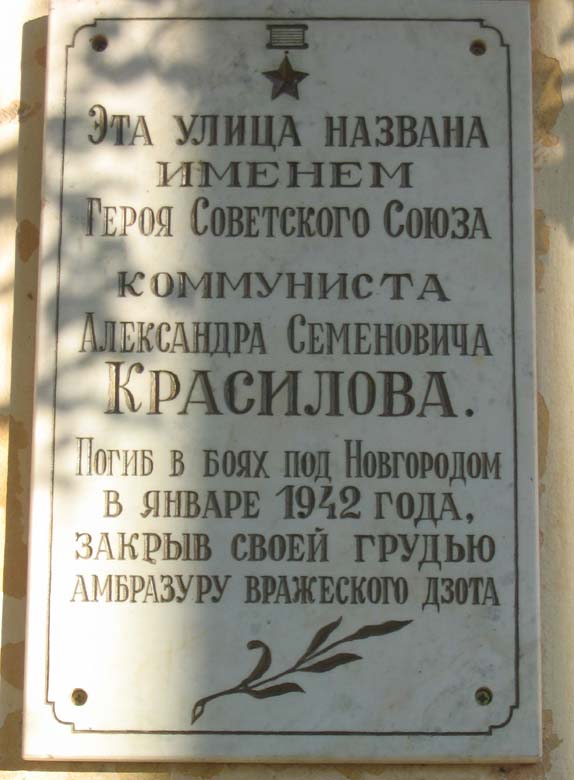 Эта улица названа
именем
Героя Советского Союза
коммуниста
Александра Семеновича
Красилова.
Погиб в боях под Новгородом
в январе 1942 года,
закрыв своей грудью
амбразуру вражеского дзота